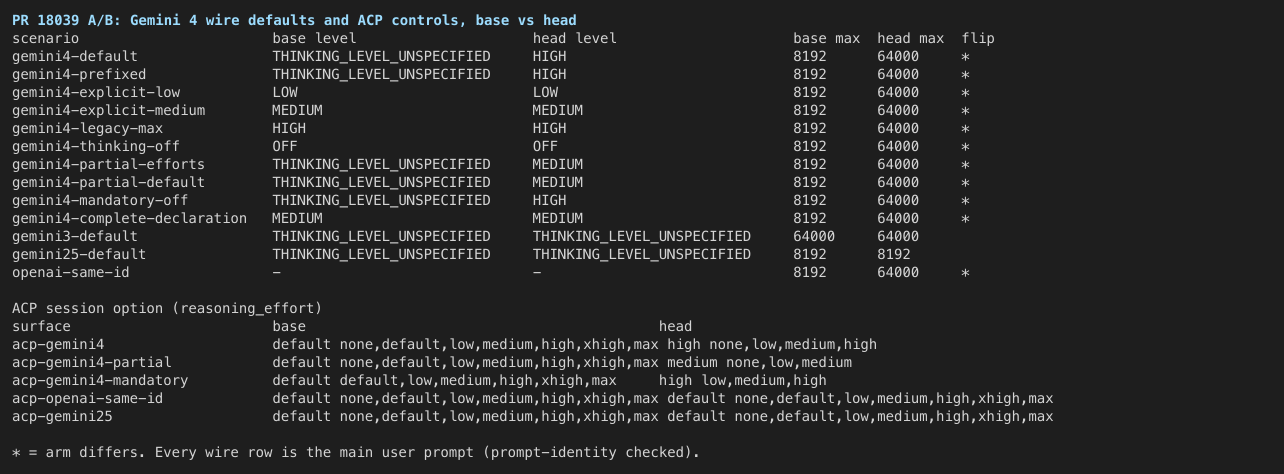 PR 18039 A/B: Gemini 4 wire defaults and ACP controls, base vs head
scenario base level head level base max head max flip
gemini4-default THINKING_LEVEL_UNSPECIFIED HIGH 8192 64000 *
gemini4-prefixed THINKING_LEVEL_UNSPECIFIED HIGH 8192 64000 *
gemini4-explicit-low LOW LOW 8192 64000 *
gemini4-explicit-medium MEDIUM MEDIUM 8192 64000 *
gemini4-legacy-max HIGH HIGH 8192 64000 *
gemini4-thinking-off OFF OFF 8192 64000 *
gemini4-partial-efforts THINKING_LEVEL_UNSPECIFIED MEDIUM 8192 64000 *
gemini4-partial-default THINKING_LEVEL_UNSPECIFIED MEDIUM 8192 64000 *
gemini4-mandatory-off THINKING_LEVEL_UNSPECIFIED HIGH 8192 64000 *
gemini4-complete-declaration MEDIUM MEDIUM 8192 64000 *
gemini3-default THINKING_LEVEL_UNSPECIFIED THINKING_LEVEL_UNSPECIFIED 64000 64000
gemini25-default THINKING_LEVEL_UNSPECIFIED THINKING_LEVEL_UNSPECIFIED 8192 8192
openai-same-id – – 8192 64000 *
ACP session option (reasoning_effort)
surface base head
acp-gemini4 default none,default,low,medium,high,xhigh,max high none,low,medium,high
acp-gemini4-partial default none,default,low,medium,high,xhigh,max medium none,low,medium
acp-gemini4-mandatory default default,low,medium,high,xhigh,max high low,medium,high
acp-openai-same-id default none,default,low,medium,high,xhigh,max default none,default,low,medium,high,xhigh,max
acp-gemini25 default none,default,low,medium,high,xhigh,max default none,default,low,medium,high,xhigh,max
* = arm differs. Every wire row is the main user prompt (prompt-identity checked).